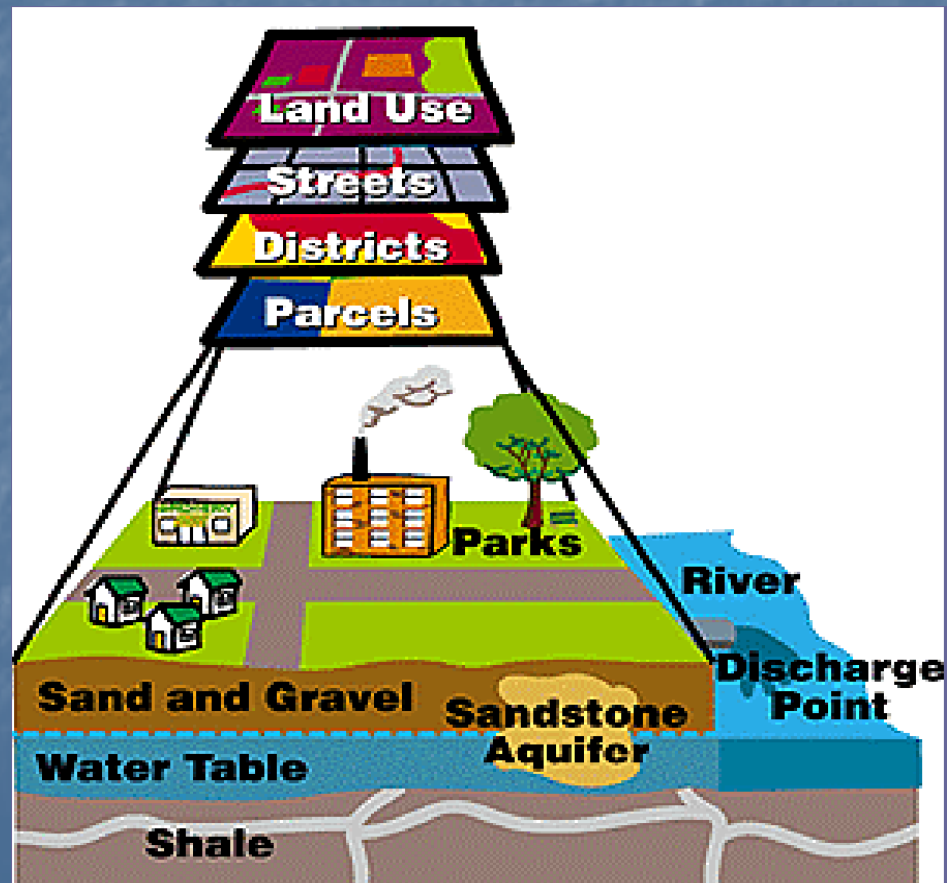 Land Use
Streets
Districts
Parcels
Parks
River
Discharge
Point
Sand and Gravel
Sandstone
Aquifer
Water Table
Shale